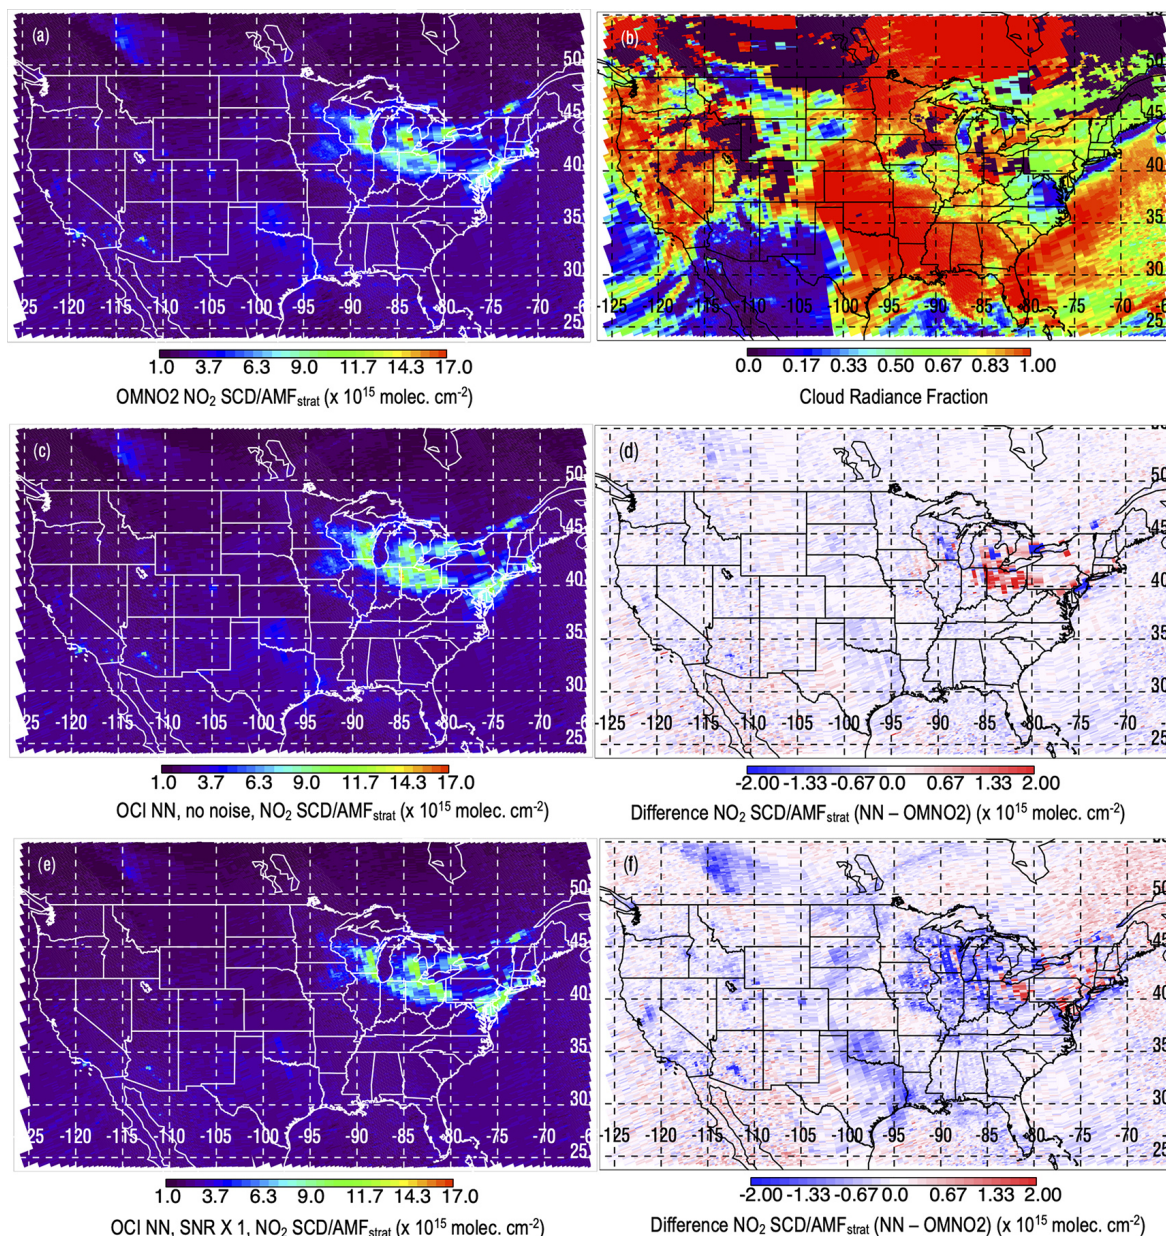 (a)
50
45
40
35
30
25
-125 -120 -115 -110 -105 -100 -95 -90 -85 -80 -75 -70
1.0 3.7 6.3 9.0 11.7 14.3 17.0
OMNO2 NO₂ SCD/AMFstrat (x 10¹⁵ molec. cm⁻²)
(b)
50
45
40
35
30
25
-125 -120 -115 -110 -105 -100 -95 -90 -85 -80 -75 -70
0.0 0.17 0.33 0.50 0.67 0.83 1.00
Cloud Radiance Fraction
(c)
50
45
40
35
30
25
-125 -120 -115 -110 -105 -100 -95 -90 -85 -80 -75 -70
1.0 3.7 6.3 9.0 11.7 14.3 17.0
OCI NN, no noise, NO₂ SCD/AMFstrat (x 10¹⁵ molec. cm⁻²)
(d)
50
45
40
35
30
25
-125 -120 -115 -110 -105 -100 -95 -90 -85 -80 -75 -70
-2.00 -1.33 -0.67 0.0 0.67 1.33 2.00
Difference NO₂ SCD/AMFstrat (NN – OMNO2) (x 10¹⁵ molec. cm⁻²)
(e)
50
45
40
35
30
25
-125 -120 -115 -110 -105 -100 -95 -90 -85 -80 -75 -70
1.0 3.7 6.3 9.0 11.7 14.3 17.0
OCI NN, SNR X 1, NO₂ SCD/AMFstrat (x 10¹⁵ molec. cm⁻²)
(f)
50
45
40
35
30
25
-125 -120 -115 -110 -105 -100 -95 -90 -85 -80 -75 -70
-2.00 -1.33 -0.67 0.0 0.67 1.33 2.00
Difference NO₂ SCD/AMFstrat (NN – OMNO2) (x 10¹⁵ molec. cm⁻²)